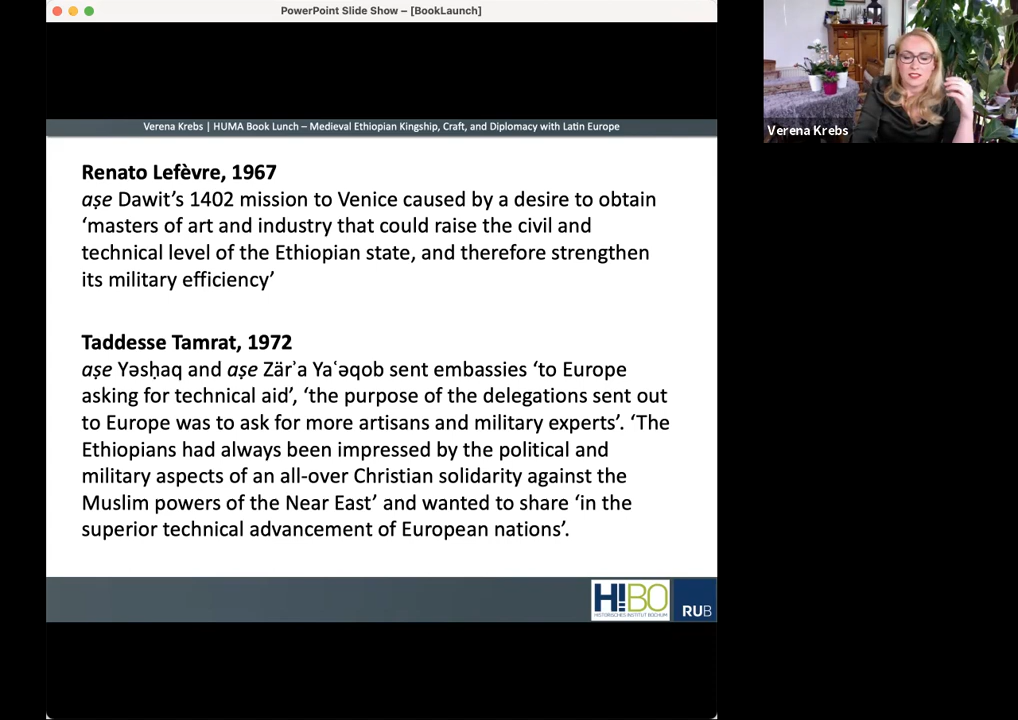 PowerPoint Slide Show – [BookLaunch]
Verena Krebs | HUMA Book Lunch – Medieval Ethiopian Kingship, Craft, and Diplomacy with Latin Europe
Verena Krebs
Renato Lefèvre, 1967
aṣe Dawit’s 1402 mission to Venice caused by a desire to obtain
‘masters of art and industry that could raise the civil and
technical level of the Ethiopian state, and therefore strengthen
its military efficiency’
Taddesse Tamrat, 1972
aṣe Yəsḥaq and aṣe Zärʾa Yaʿəqob sent embassies ‘to Europe
asking for technical aid’, ‘the purpose of the delegations sent out
to Europe was to ask for more artisans and military experts’. ‘The
Ethiopians had always been impressed by the political and
military aspects of an all-over Christian solidarity against the
Muslim powers of the Near East’ and wanted to share ‘in the
superior technical advancement of European nations’.
H!BO
HISTORISCHES INSTITUT BOCHUM
RUB